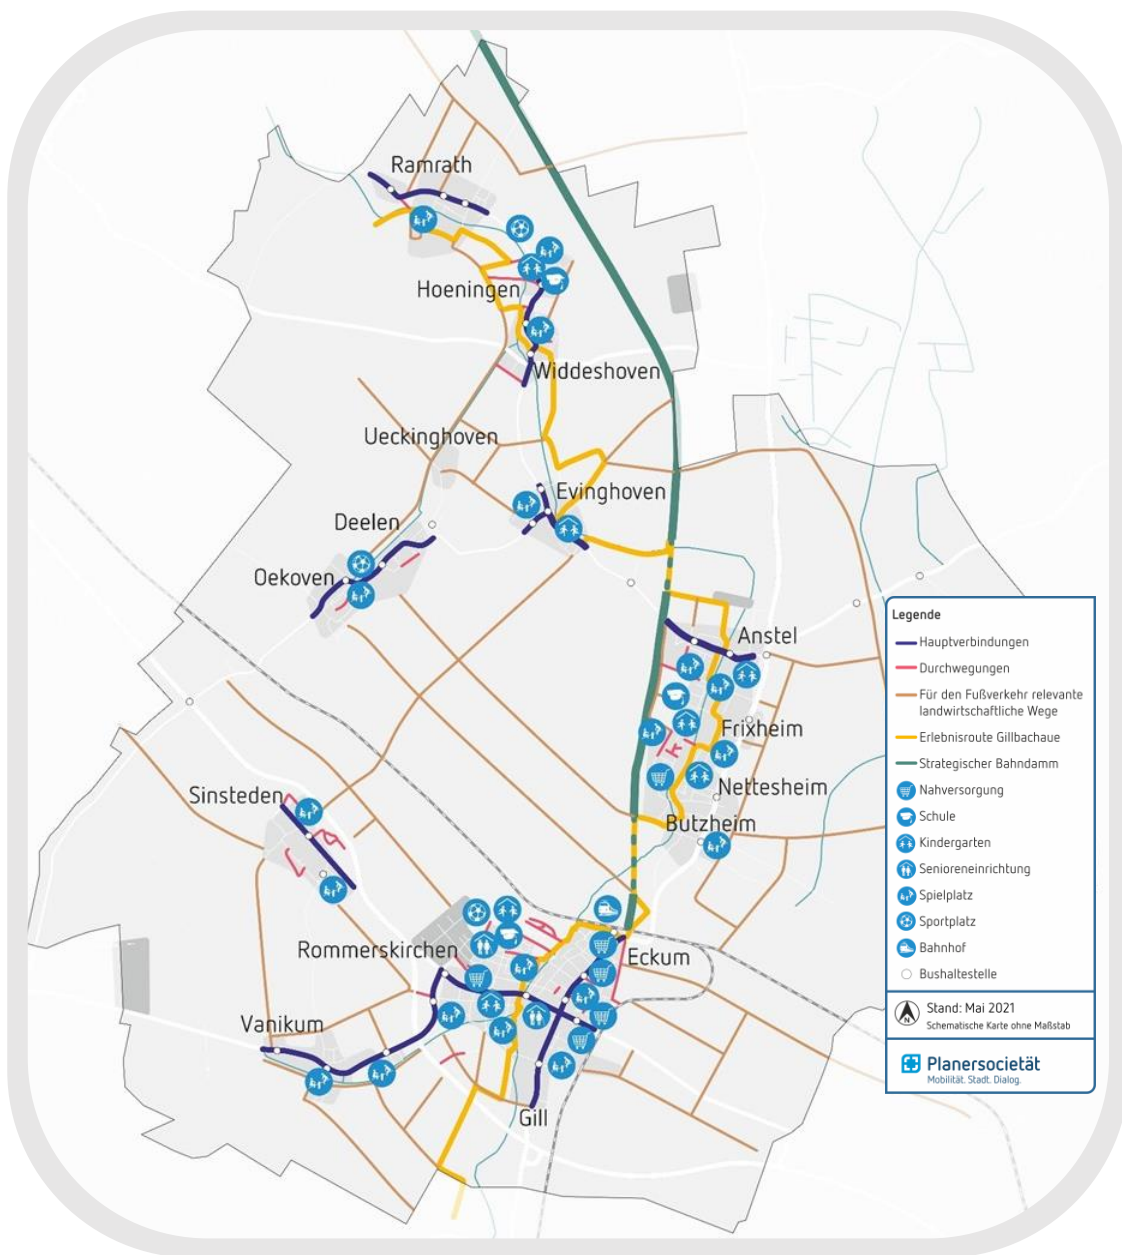 Ramrath
Hoeningen
Widdeshoven
Ueckinghoven
Evinghoven
Deelen
Oekoven
Anstel
Frixheim
Sinsteden
Nettesheim
Butzheim
Rommerskirchen
Eckum
Vanikum
Gill
Legende
Hauptverbindungen
Durchwegungen
Für den Fußverkehr relevante
landwirtschaftliche Wege
Erlebnisroute Gillbachaue
Strategischer Bahndamm
Nahversorgung
Schule
Kindergarten
Senioreneinrichtung
Spielplatz
Sportplatz
Bahnhof
Bushaltestelle
N
Stand: Mai 2021
Schematische Karte ohne Maßstab
Planersocietät
Mobilität. Stadt. Dialog.